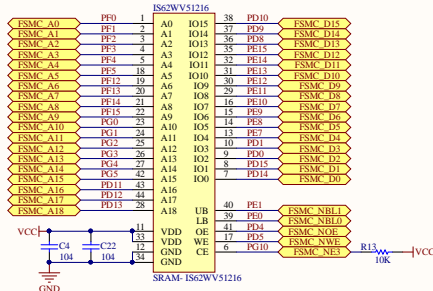 IS62WV51216
FSMC_A0 PF0 1 A0 IO15 38 PD10 FSMC_D15
FSMC_A1 PF1 2 A1 IO14 37 PD9 FSMC_D14
FSMC_A2 PF2 3 A2 IO13 36 PD8 FSMC_D13
FSMC_A3 PF3 4 A3 IO12 35 PE15 FSMC_D12
FSMC_A4 PF4 5 A4 IO11 32 PE14 FSMC_D11
FSMC_A5 PF5 18 A5 IO10 31 PE13 FSMC_D10
FSMC_A6 PF12 19 A6 IO9 30 PE12 FSMC_D9
FSMC_A7 PF13 20 A7 IO8 29 PE11 FSMC_D8
FSMC_A8 PF14 21 A8 IO7 16 PE10 FSMC_D7
FSMC_A9 PF15 22 A9 IO6 15 PE9 FSMC_D6
FSMC_A10 PG0 23 A10 IO5 14 PE8 FSMC_D5
FSMC_A11 PG1 24 A11 IO4 13 PE7 FSMC_D4
FSMC_A12 PG2 25 A12 IO3 10 PD1 FSMC_D3
FSMC_A13 PG3 26 A13 IO2 9 PD0 FSMC_D2
FSMC_A14 PG4 27 A14 IO1 8 PD15 FSMC_D1
FSMC_A15 PG5 42 A15 IO0 7 PD14 FSMC_D0
FSMC_A16 PD11 43 A16
FSMC_A17 PD12 44 A17
FSMC_A18 PD13 28 A18 UB 40 PE1 FSMC_NBL1
LB 39 PE0 FSMC_NBL0
VCC 11 VDD OE 41 PD4 FSMC_NOE
33 VDD WE 17 PD5 FSMC_NWE
C4 C22 12 GND CE 6 PG10 FSMC_NE3 R13 VCC
104 104 34 GND 10K
SRAM- IS62WV51216
GND